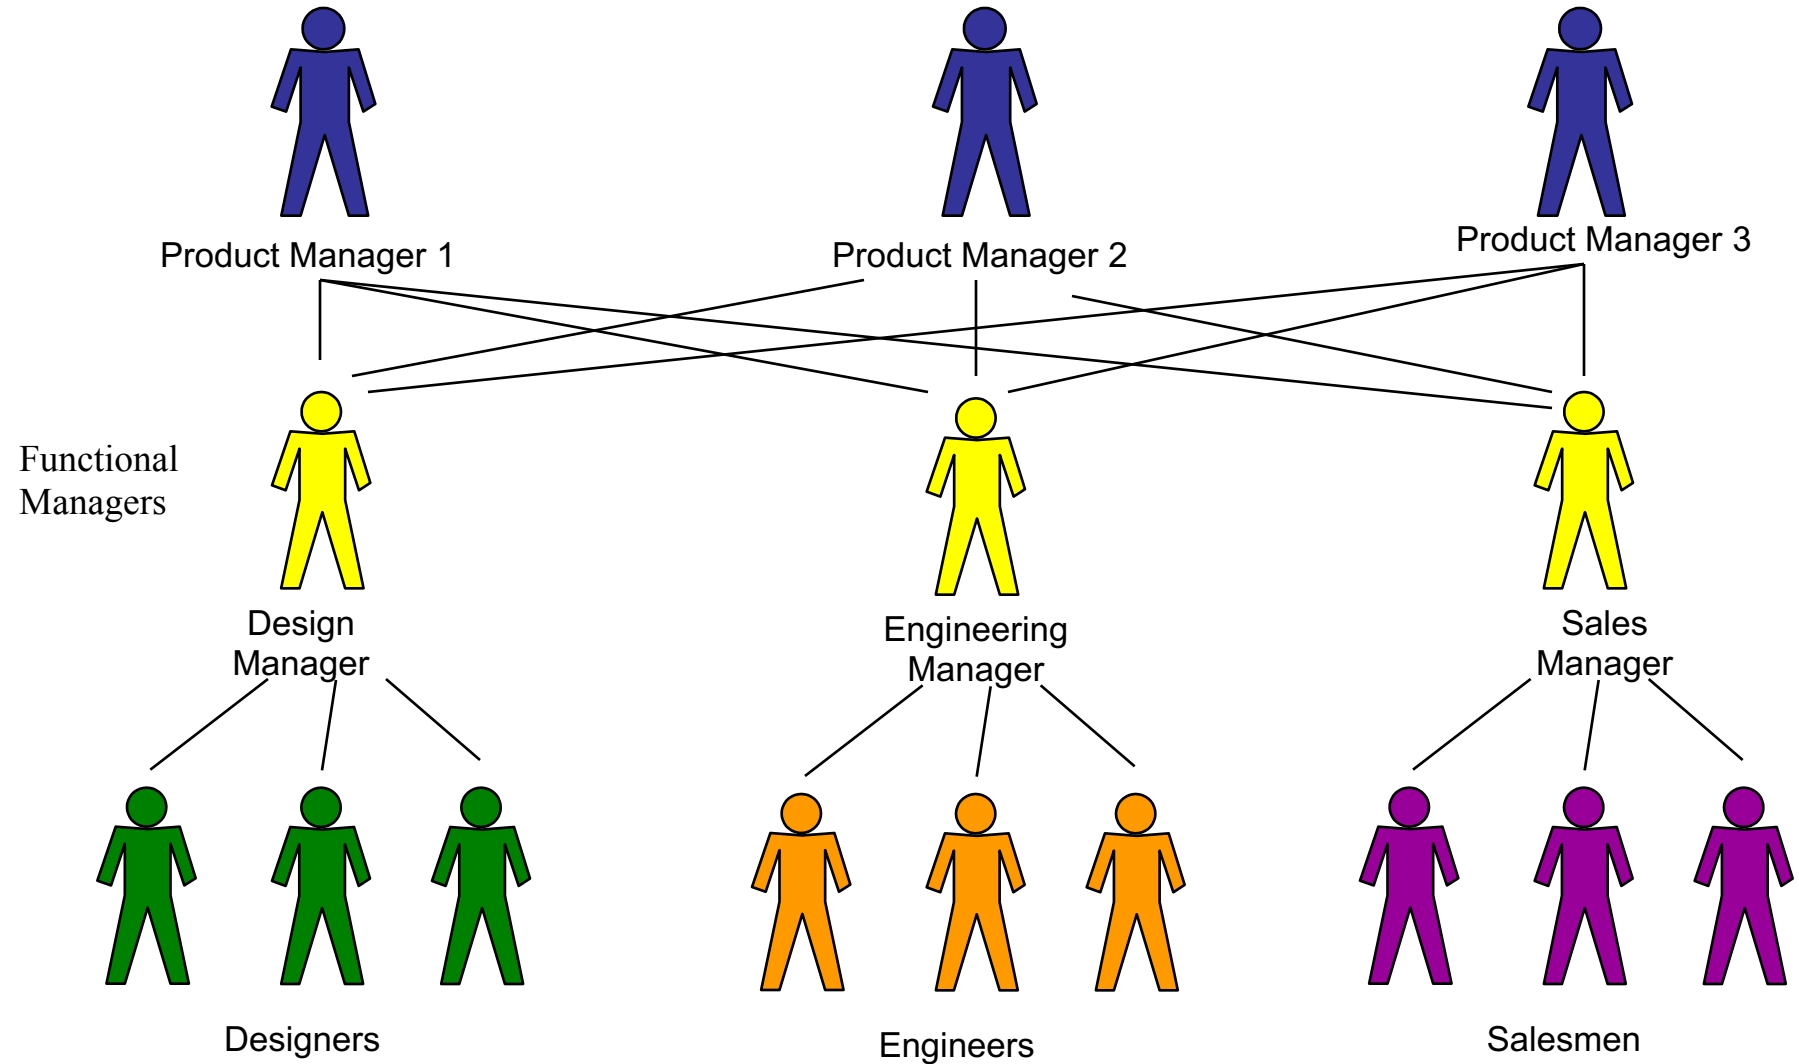 Product Manager 1
Product Manager 2
Product Manager 3
Functional
Managers
Design
Manager
Engineering
Manager
Sales
Manager
Designers
Engineers
Salesmen